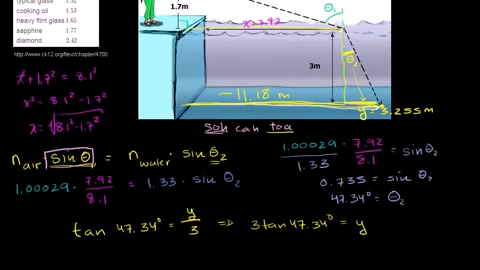 typical glass 1.52
cooking oil 1.53
heavy flint glass 1.65
sapphire 1.77
diamond 2.42
http://www.ck12.org/flexr/chapter/4700
1.7m
x=7.92
θ₁
θ₂
3m
~11.18 m
y=3.255m
x+1.7² = 8.1²
x² = 8.1²-1.7²
x = √8.1²-1.7²
soh cah toa
n air sin θ = n water · sin θ₂
1.00029 · 7.92/8.1 = 1.33 · sin θ₂
1.00029/1.33 · 7.92/8.1 = sin θ₂
0.735 = sin θ₂
47.34° = θ₂
tan 47.34° = y/3 ⇒ 3 tan 47.34° = y